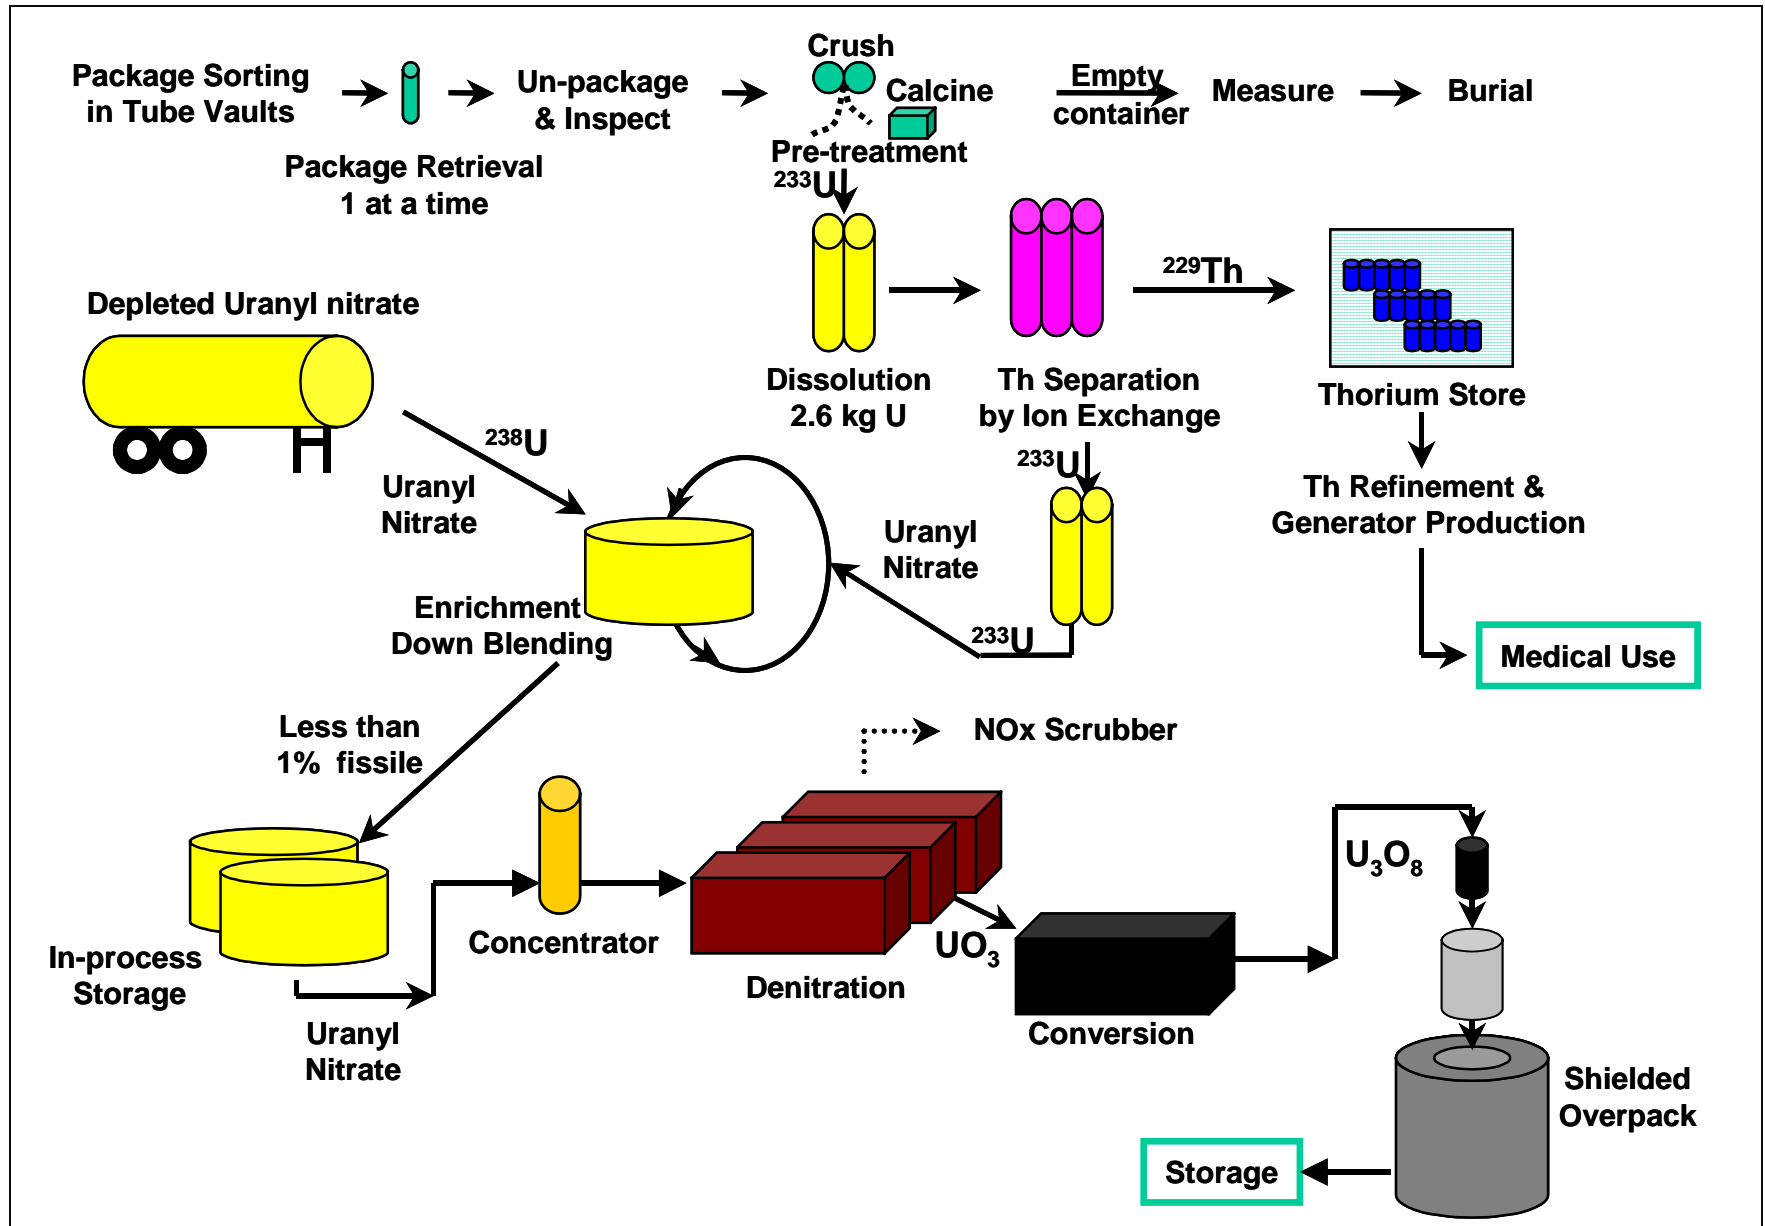 Package Sorting
in Tube Vaults
Package Retrieval
1 at a time
Un-package
& Inspect
Crush
Calcine
Pre-treatment
Empty
container
Measure
Burial
²³³U
Dissolution
2.6 kg U
Th Separation
by Ion Exchange
²²⁹Th
Thorium Store
Th Refinement &
Generator Production
Medical Use
Depleted Uranyl nitrate
²³⁸U
Uranyl
Nitrate
²³³U
Uranyl
Nitrate
²³³U
Enrichment
Down Blending
Less than
1% fissile
In-process
Storage
Uranyl
Nitrate
Concentrator
NOx Scrubber
Denitration
UO₃
Conversion
U₃O₈
Shielded
Overpack
Storage